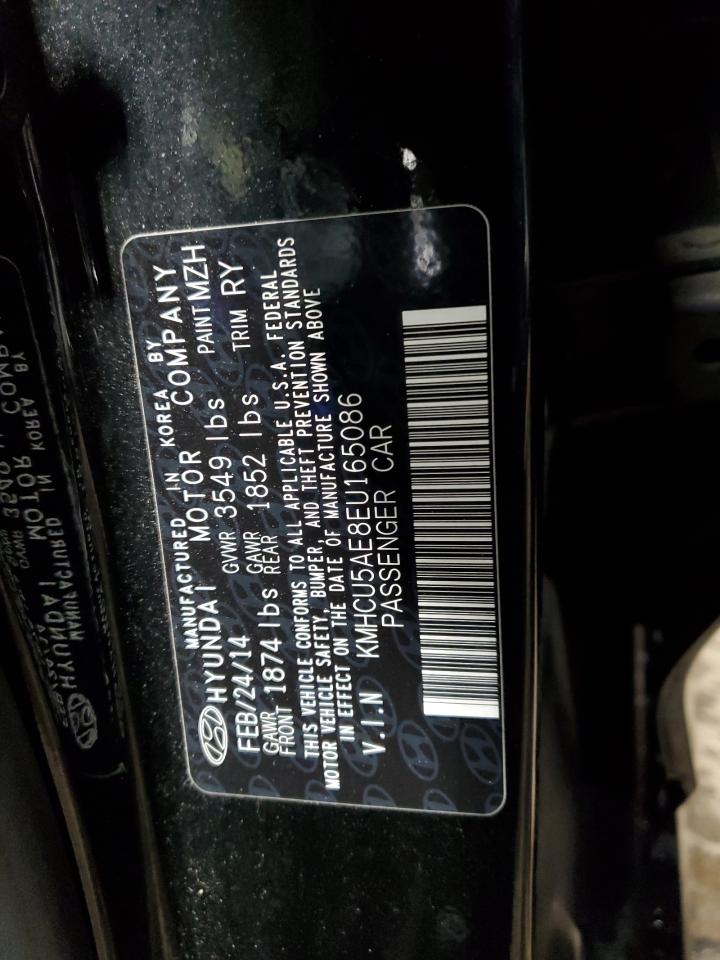 MANUFACTURED IN KOREA BY
HYUNDAI MOTOR COMPANY
FEB/24/14 GVWR 3549 lbs PAINT MZH
GAWR FRONT 1874 lbs GAWR REAR 1852 lbs TRIM RY
THIS VEHICLE CONFORMS TO ALL APPLICABLE U.S.A. FEDERAL
MOTOR VEHICLE SAFETY, BUMPER, AND THEFT PREVENTION STANDARDS
IN EFFECT ON THE DATE OF MANUFACTURE SHOWN ABOVE
V.I.N KMHCU5AE8EU165086
PASSENGER CAR